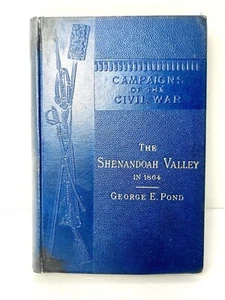 CAMPAIGNS
OF THE
CIVIL WAR
THE
SHENANDOAH VALLEY
IN 1864
GEORGE E. POND